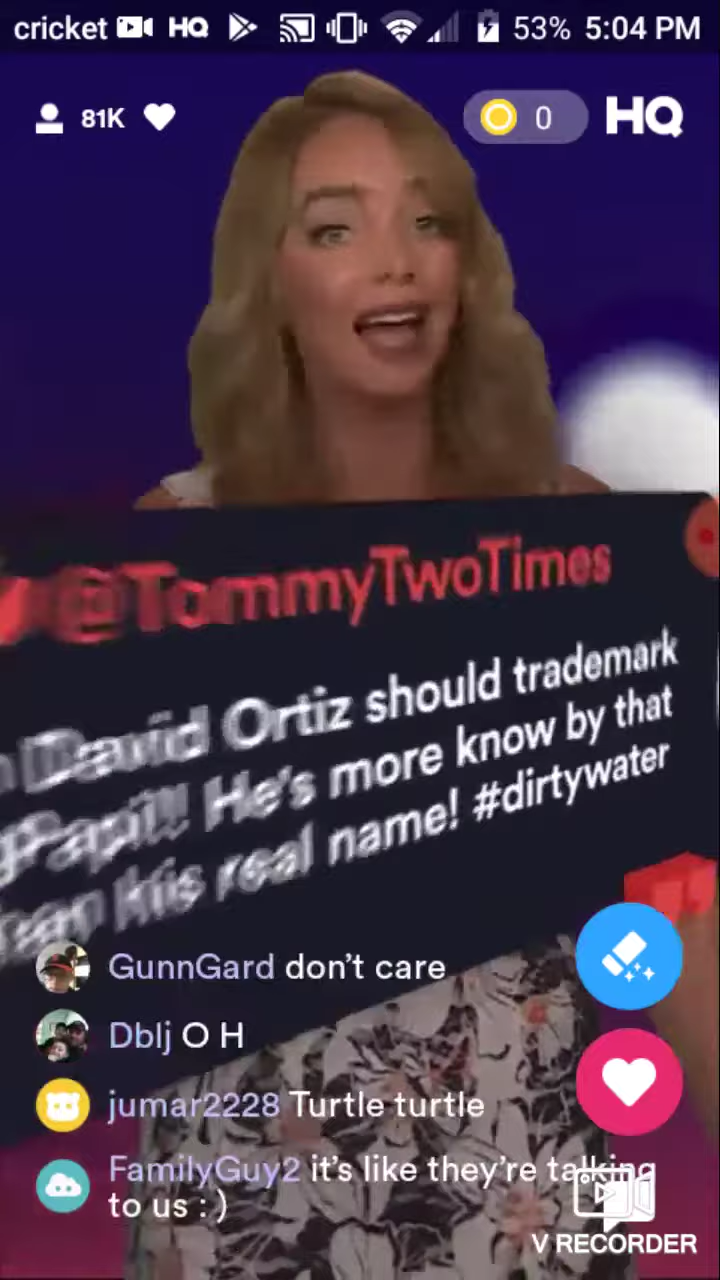 cricket HQ 53% 5:04 PM
81K 0 HQ
@TommyTwoTimes
David Ortiz should trademark
Papi!!! He's more know by that
his real name! #dirtywater
GunnGard don't care
Dblj O H
jumar2228 Turtle turtle
FamilyGuy2 it's like they're talking
to us : )
V RECORDER